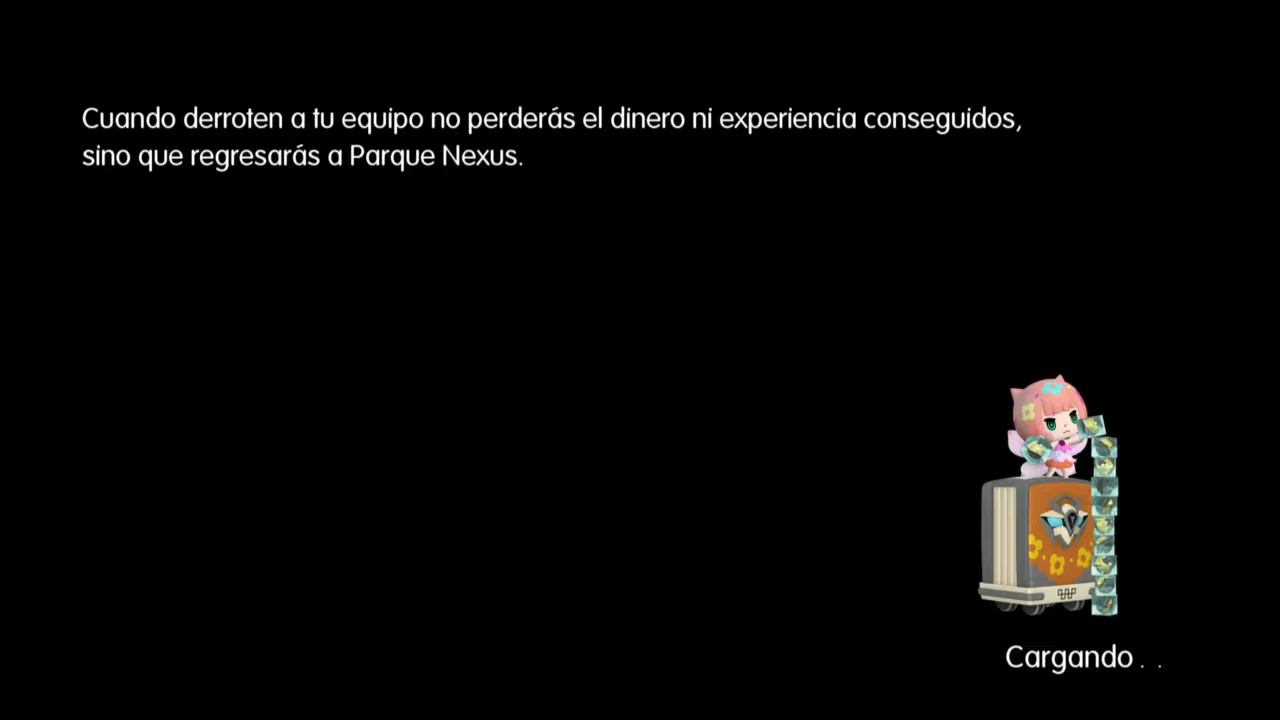 Cuando derroten a tu equipo no perderás el dinero ni experiencia conseguidos,
sino que regresarás a Parque Nexus.
Cargando . .